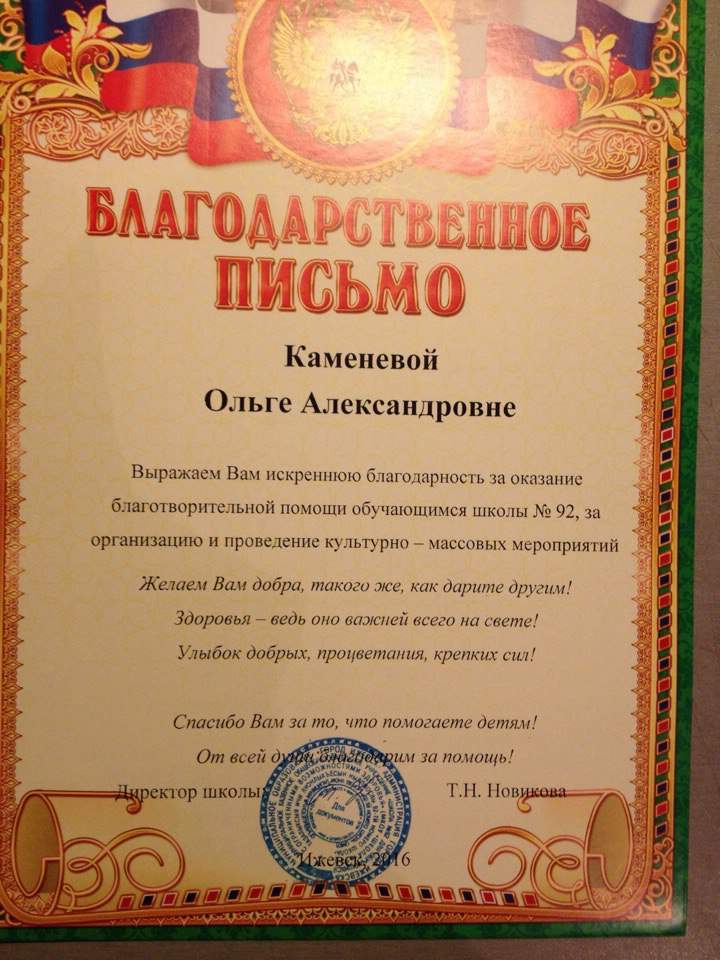 БЛАГОДАРСТВЕННОЕ
ПИСЬМО
Каменевой
Ольге Александровне
Выражаем Вам искреннюю благодарность за оказание
благотворительной помощи обучающимся школы № 92, за
организацию и проведение культурно – массовых мероприятий
Желаем Вам добра, такого же, как дарите другим!
Здоровья – ведь оно важней всего на свете!
Улыбок добрых, процветания, крепких сил!
Спасибо Вам за то, что помогаете детям!
От всей души благодарим за помощь!
Директор школы Т.Н. Новикова
Для
документов
Ижевск, 2016